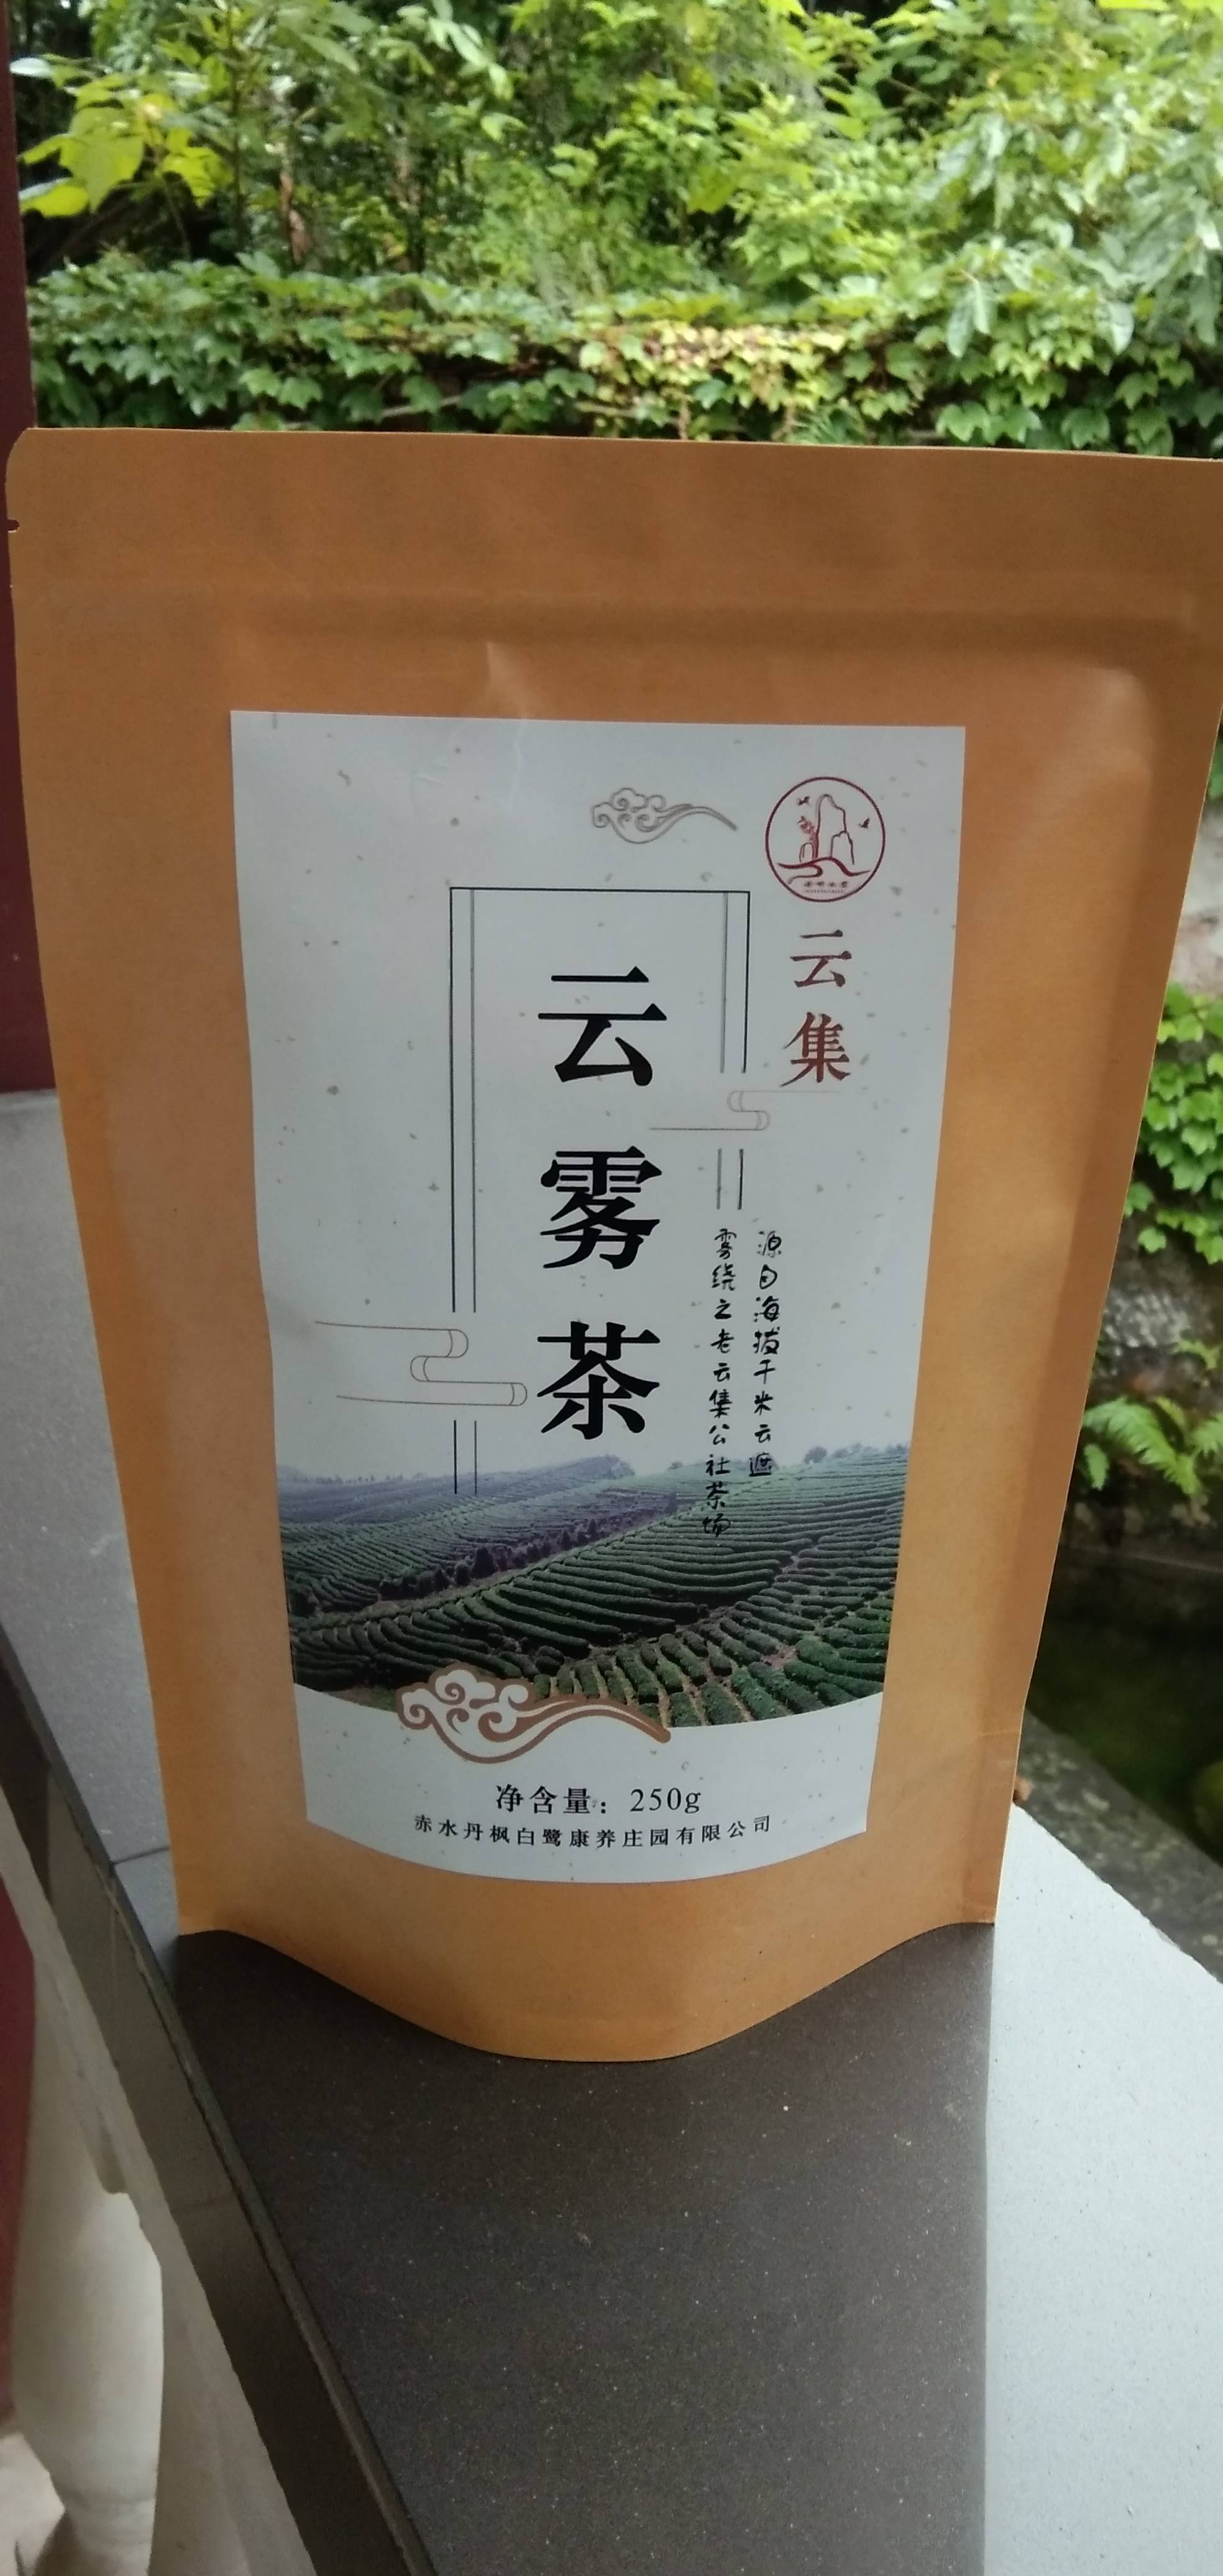 云集
云雾茶
源自海拔千米云遮
雾绕之老云集公社茶场
净含量：250g
赤水丹枫白鹭康养庄园有限公司